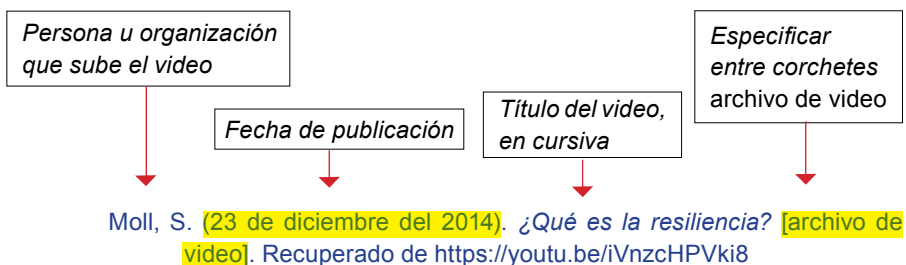 Persona u organización
que sube el video
Fecha de publicación
Título del video,
en cursiva
Especificar
entre corchetes
archivo de video
Moll, S. (23 de diciembre del 2014). ¿Qué es la resiliencia? [archivo de
video]. Recuperado de https://youtu.be/iVnzcHPVki8